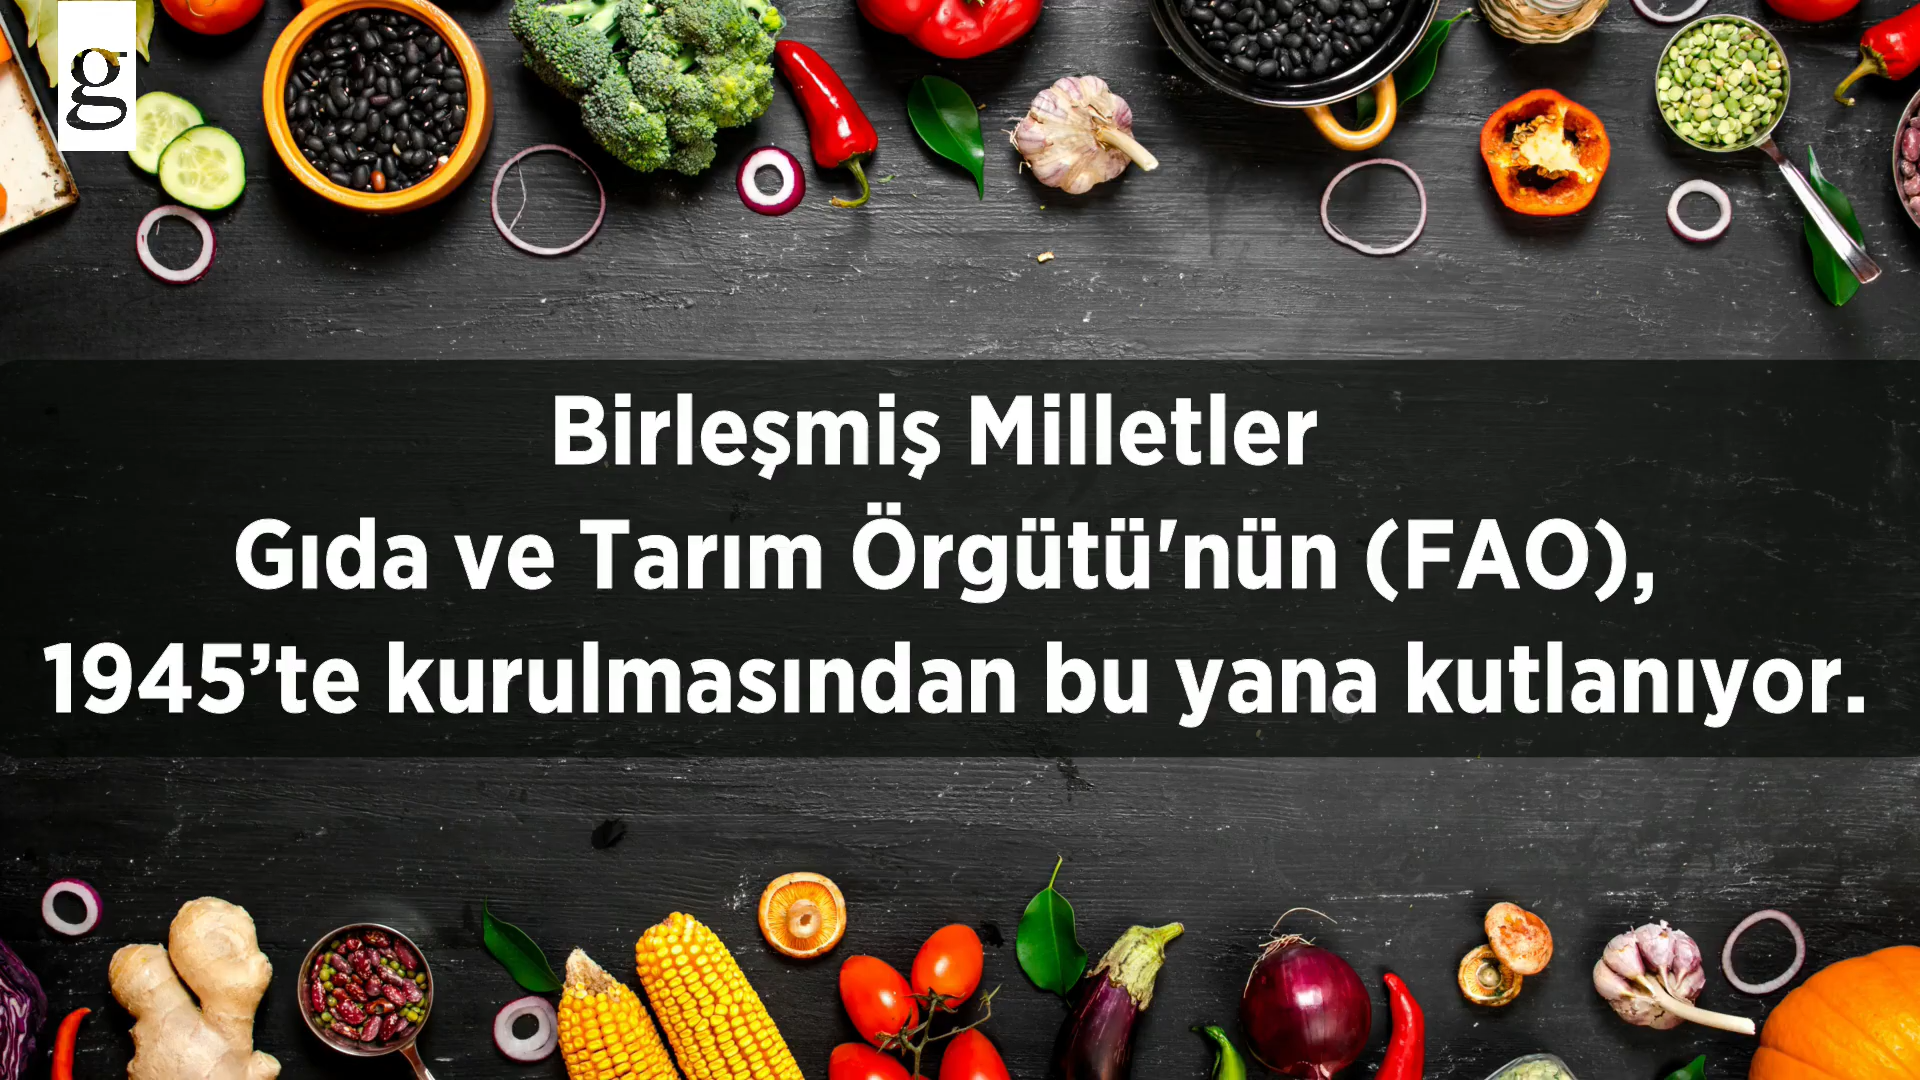 g
Birleşmiş Milletler
Gıda ve Tarım Örgütü'nün (FAO),
1945’te kurulmasından bu yana kutlanıyor.